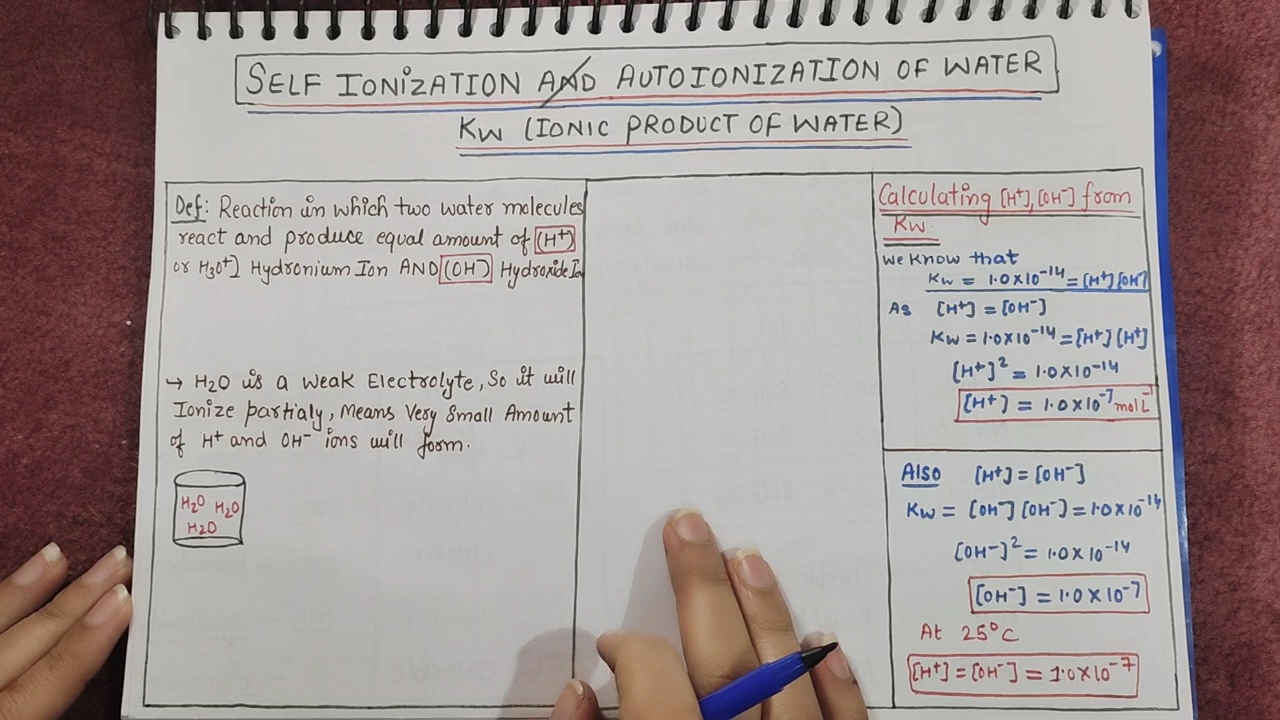 SELF IONiZATION AND AUTOIONIZATION OF WATER
KW (IONIC PRODUCT OF WATER)
Def: Reaction in which two water molecules
react and produce equal amount of (H⁺)
or H₃O⁺] Hydronium Ion AND (OH⁻) Hydroxide Ion
→ H₂O is a weak Electrolyte, So it will
Ionize partialy, Means Very Small Amount
of H⁺ and OH⁻ ions will form.
H₂O H₂O
H₂O
Calculating [H⁺], [OH⁻] from
Kw
We know that
Kw = 1.0×10⁻¹⁴ = [H⁺] [OH⁻]
As [H⁺] = [OH⁻]
Kw = 1.0×10⁻¹⁴ = [H⁺] [H⁺]
[H⁺]² = 1.0×10⁻¹⁴
[H⁺] = 1.0×10⁻⁷ mol L⁻¹
Also [H⁺] = [OH⁻]
Kw = [OH⁻] [OH⁻] = 1.0×10⁻¹⁴
[OH⁻]² = 1.0×10⁻¹⁴
[OH⁻] = 1.0×10⁻⁷
At 25°C
[H⁺] = [OH⁻] = 1.0×10⁻⁷